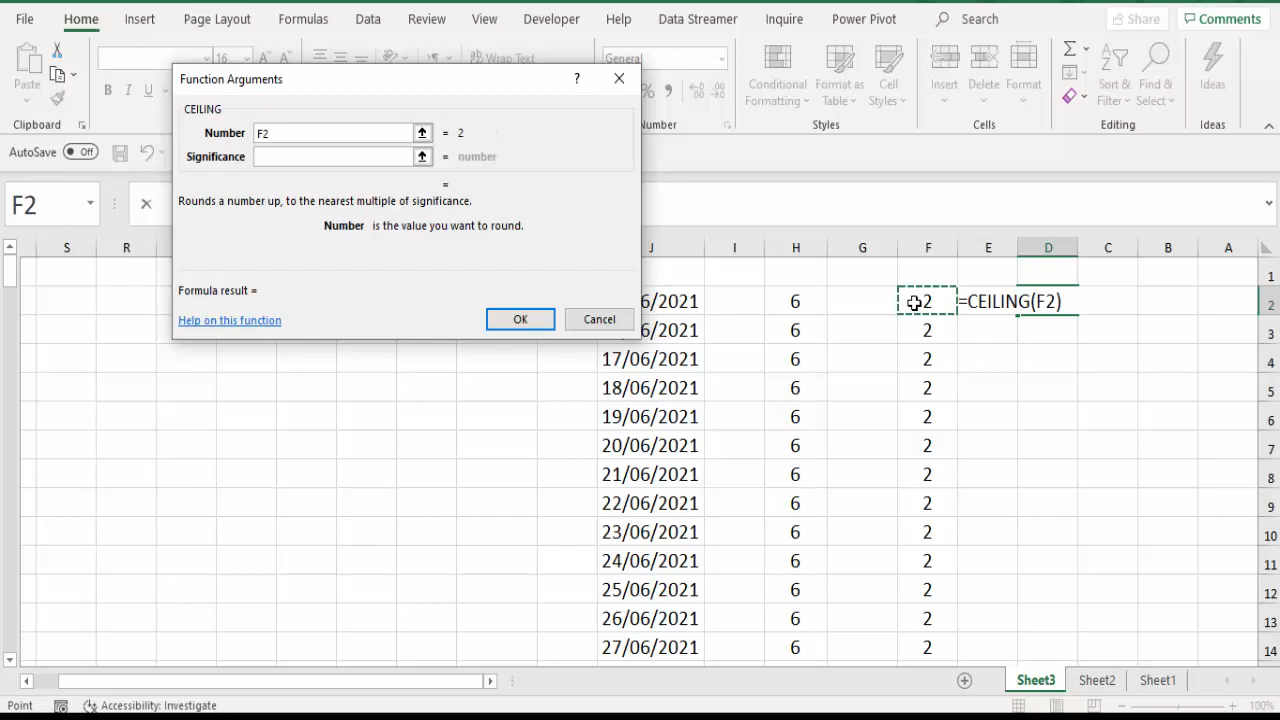 File Home Insert Page Layout Formulas Data Review View Developer Help Data Streamer Inquire Power Pivot Search Share Comments
Paste
16
B I U
Clipboard
Wrap Text
General
%
Number
Conditional Formatting
Format as Table
Cell Styles
Styles
Insert
Delete
Format
Cells
Sort & Filter
Find & Select
Editing
Ideas
Ideas
AutoSave Off
F2
Function Arguments ?
CEILING
Number F2 = 2
Significance = number
=
Rounds a number up, to the nearest multiple of significance.
Number is the value you want to round.
Formula result =
Help on this function
OK Cancel
S R J I H G F E D C B A
1
6/2021 6 2 =CEILING(F2) 2
6/2021 6 2 3
17/06/2021 6 2 4
18/06/2021 6 2 5
19/06/2021 6 2 6
20/06/2021 6 2 7
21/06/2021 6 2 8
22/06/2021 6 2 9
23/06/2021 6 2 10
24/06/2021 6 2 11
25/06/2021 6 2 12
26/06/2021 6 2 13
27/06/2021 6 2 14
Sheet3 Sheet2 Sheet1
Point Accessibility: Investigate 100%